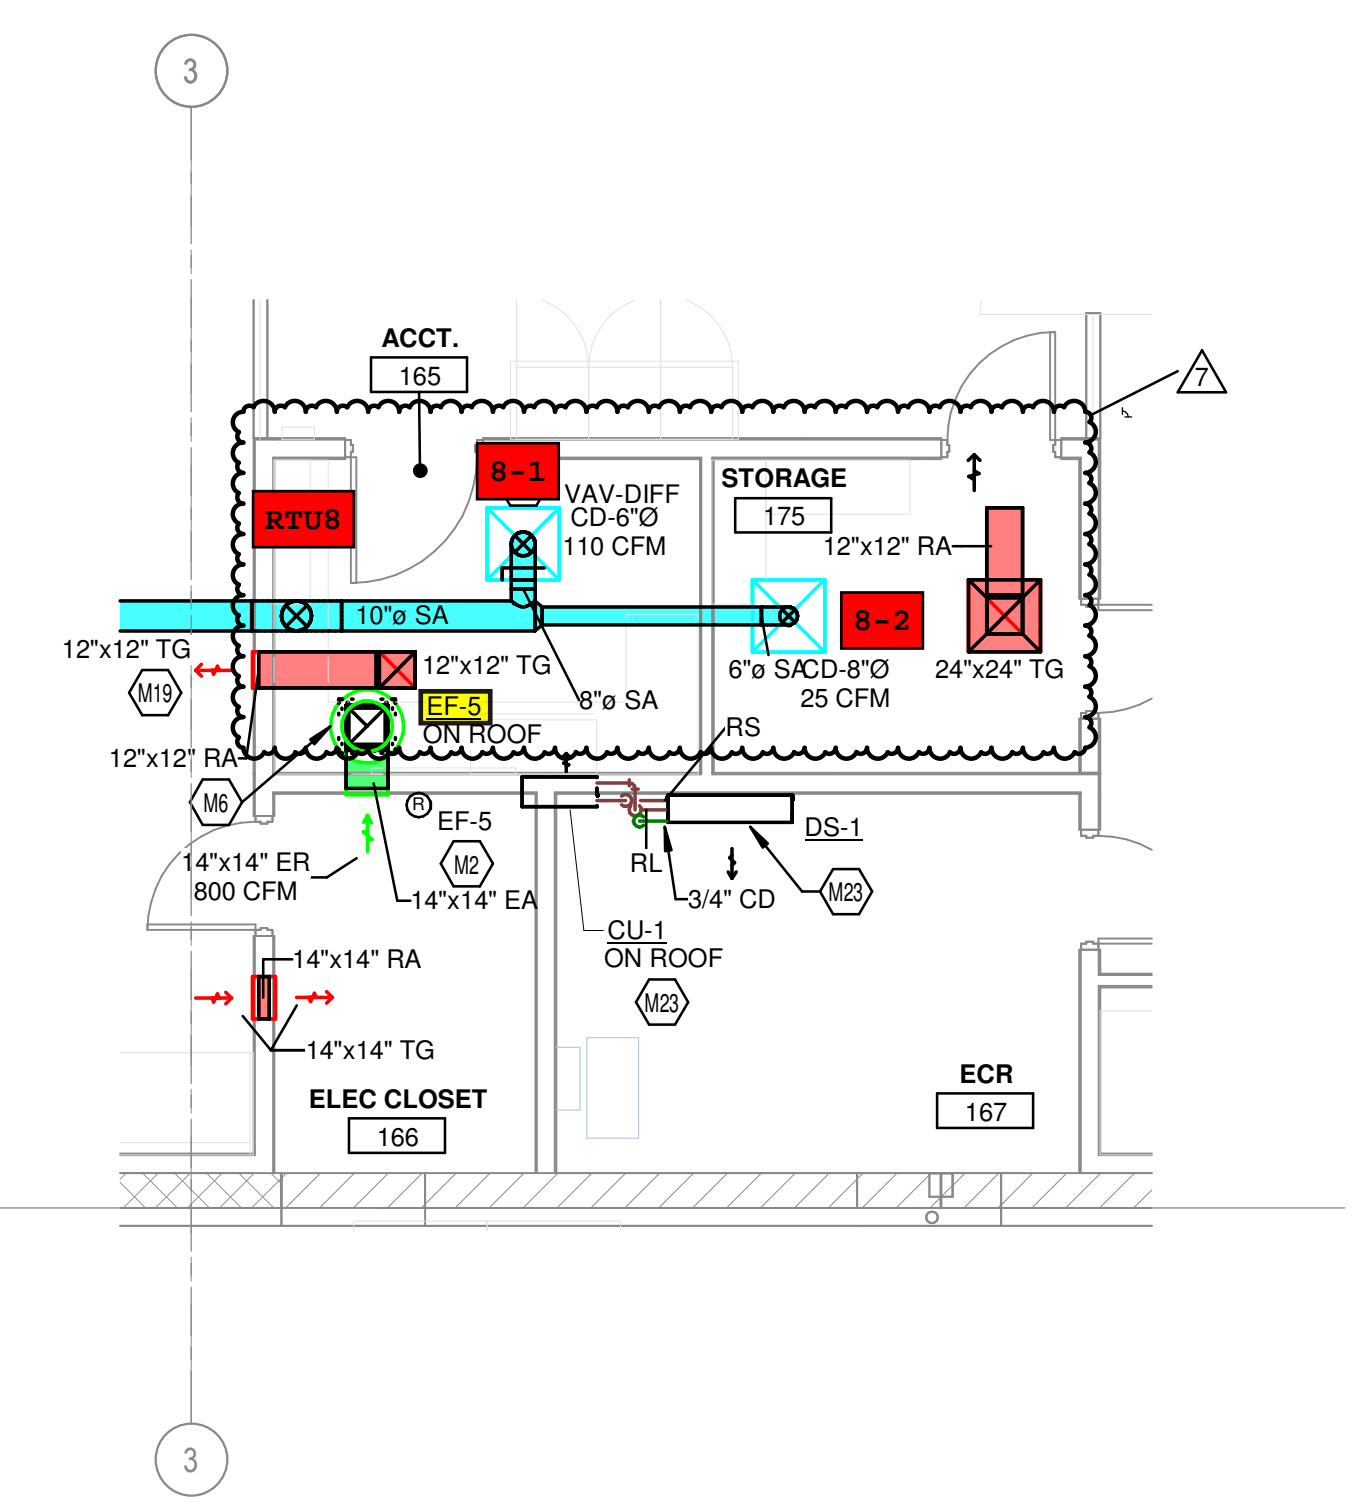 3
ACCT.
165
7
8-1
VAV-DIFF
CD-6"Ø
110 CFM
STORAGE
175
RTU8
12"x12" RA
10"ø SA
8-2
12"x12" TG
M19
12"x12" TG
6"ø SA
CD-8"Ø
25 CFM
24"x24" TG
8"ø SA
EF-5
ON ROOF
RS
12"x12" RA
M6
R
EF-5
M2
DS-1
RL
14"x14" ER
800 CFM
14"x14" EA
3/4" CD
M23
CU-1
ON ROOF
M23
14"x14" RA
14"x14" TG
ELEC CLOSET
166
ECR
167
3